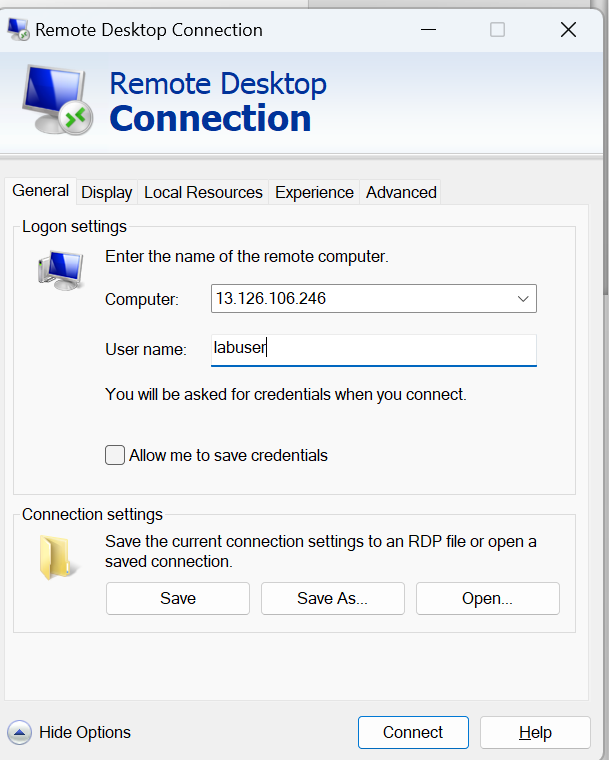 Remote Desktop Connection
Remote Desktop
Connection
General Display Local Resources Experience Advanced
Logon settings
Enter the name of the remote computer.
Computer: 13.126.106.246
User name: labuser
You will be asked for credentials when you connect.
Allow me to save credentials
Connection settings
Save the current connection settings to an RDP file or open a
saved connection.
Save Save As... Open...
Hide Options Connect Help